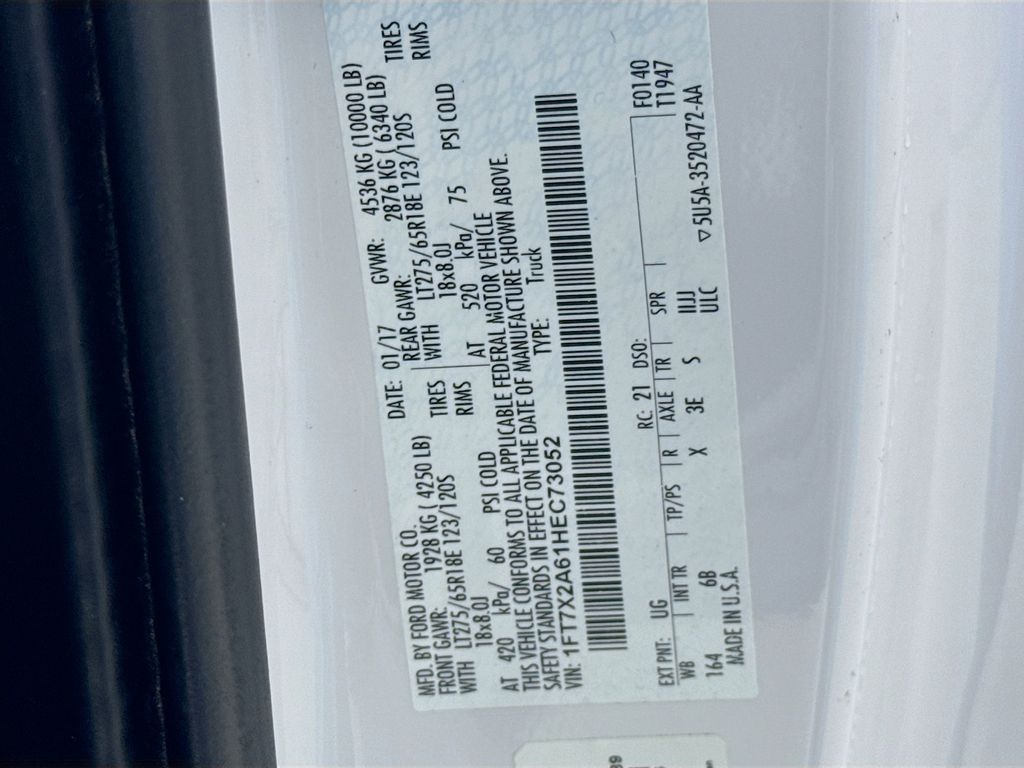 MFD. BY FORD MOTOR CO.
DATE: 01/17 GVWR: 4536 KG (10000 LB)
FRONT GAWR: 1928 KG ( 4250 LB) REAR GAWR: 2876 KG ( 6340 LB)
WITH LT275/65R18E 123/120S TIRES WITH LT275/65R18E 123/120S TIRES
18x8.0J RIMS 18x8.0J RIMS
AT 420 kPa/ 60 PSI COLD AT 520 kPa/ 75 PSI COLD
THIS VEHICLE CONFORMS TO ALL APPLICABLE FEDERAL MOTOR VEHICLE
SAFETY STANDARDS IN EFFECT ON THE DATE OF MANUFACTURE SHOWN ABOVE.
VIN: 1FT7X2A61HEC73052 TYPE: Truck
EXT PNT: UG RC: 21 DSO: F0140
WB INT TR TP/PS R AXLE TR SPR T1947
164 6B X 3E S IIJJ
MADE IN U.S.A. ULC ▽5U5A-3520472-AA